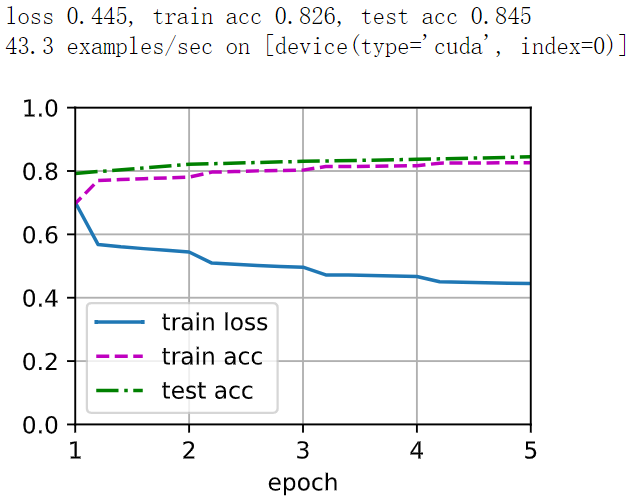 loss 0.445, train acc 0.826, test acc 0.845
43.3 examples/sec on [device(type='cuda', index=0)]
1.0
0.8
0.6
0.4
0.2
0.0
train loss
train acc
test acc
1 2 3 4 5
epoch